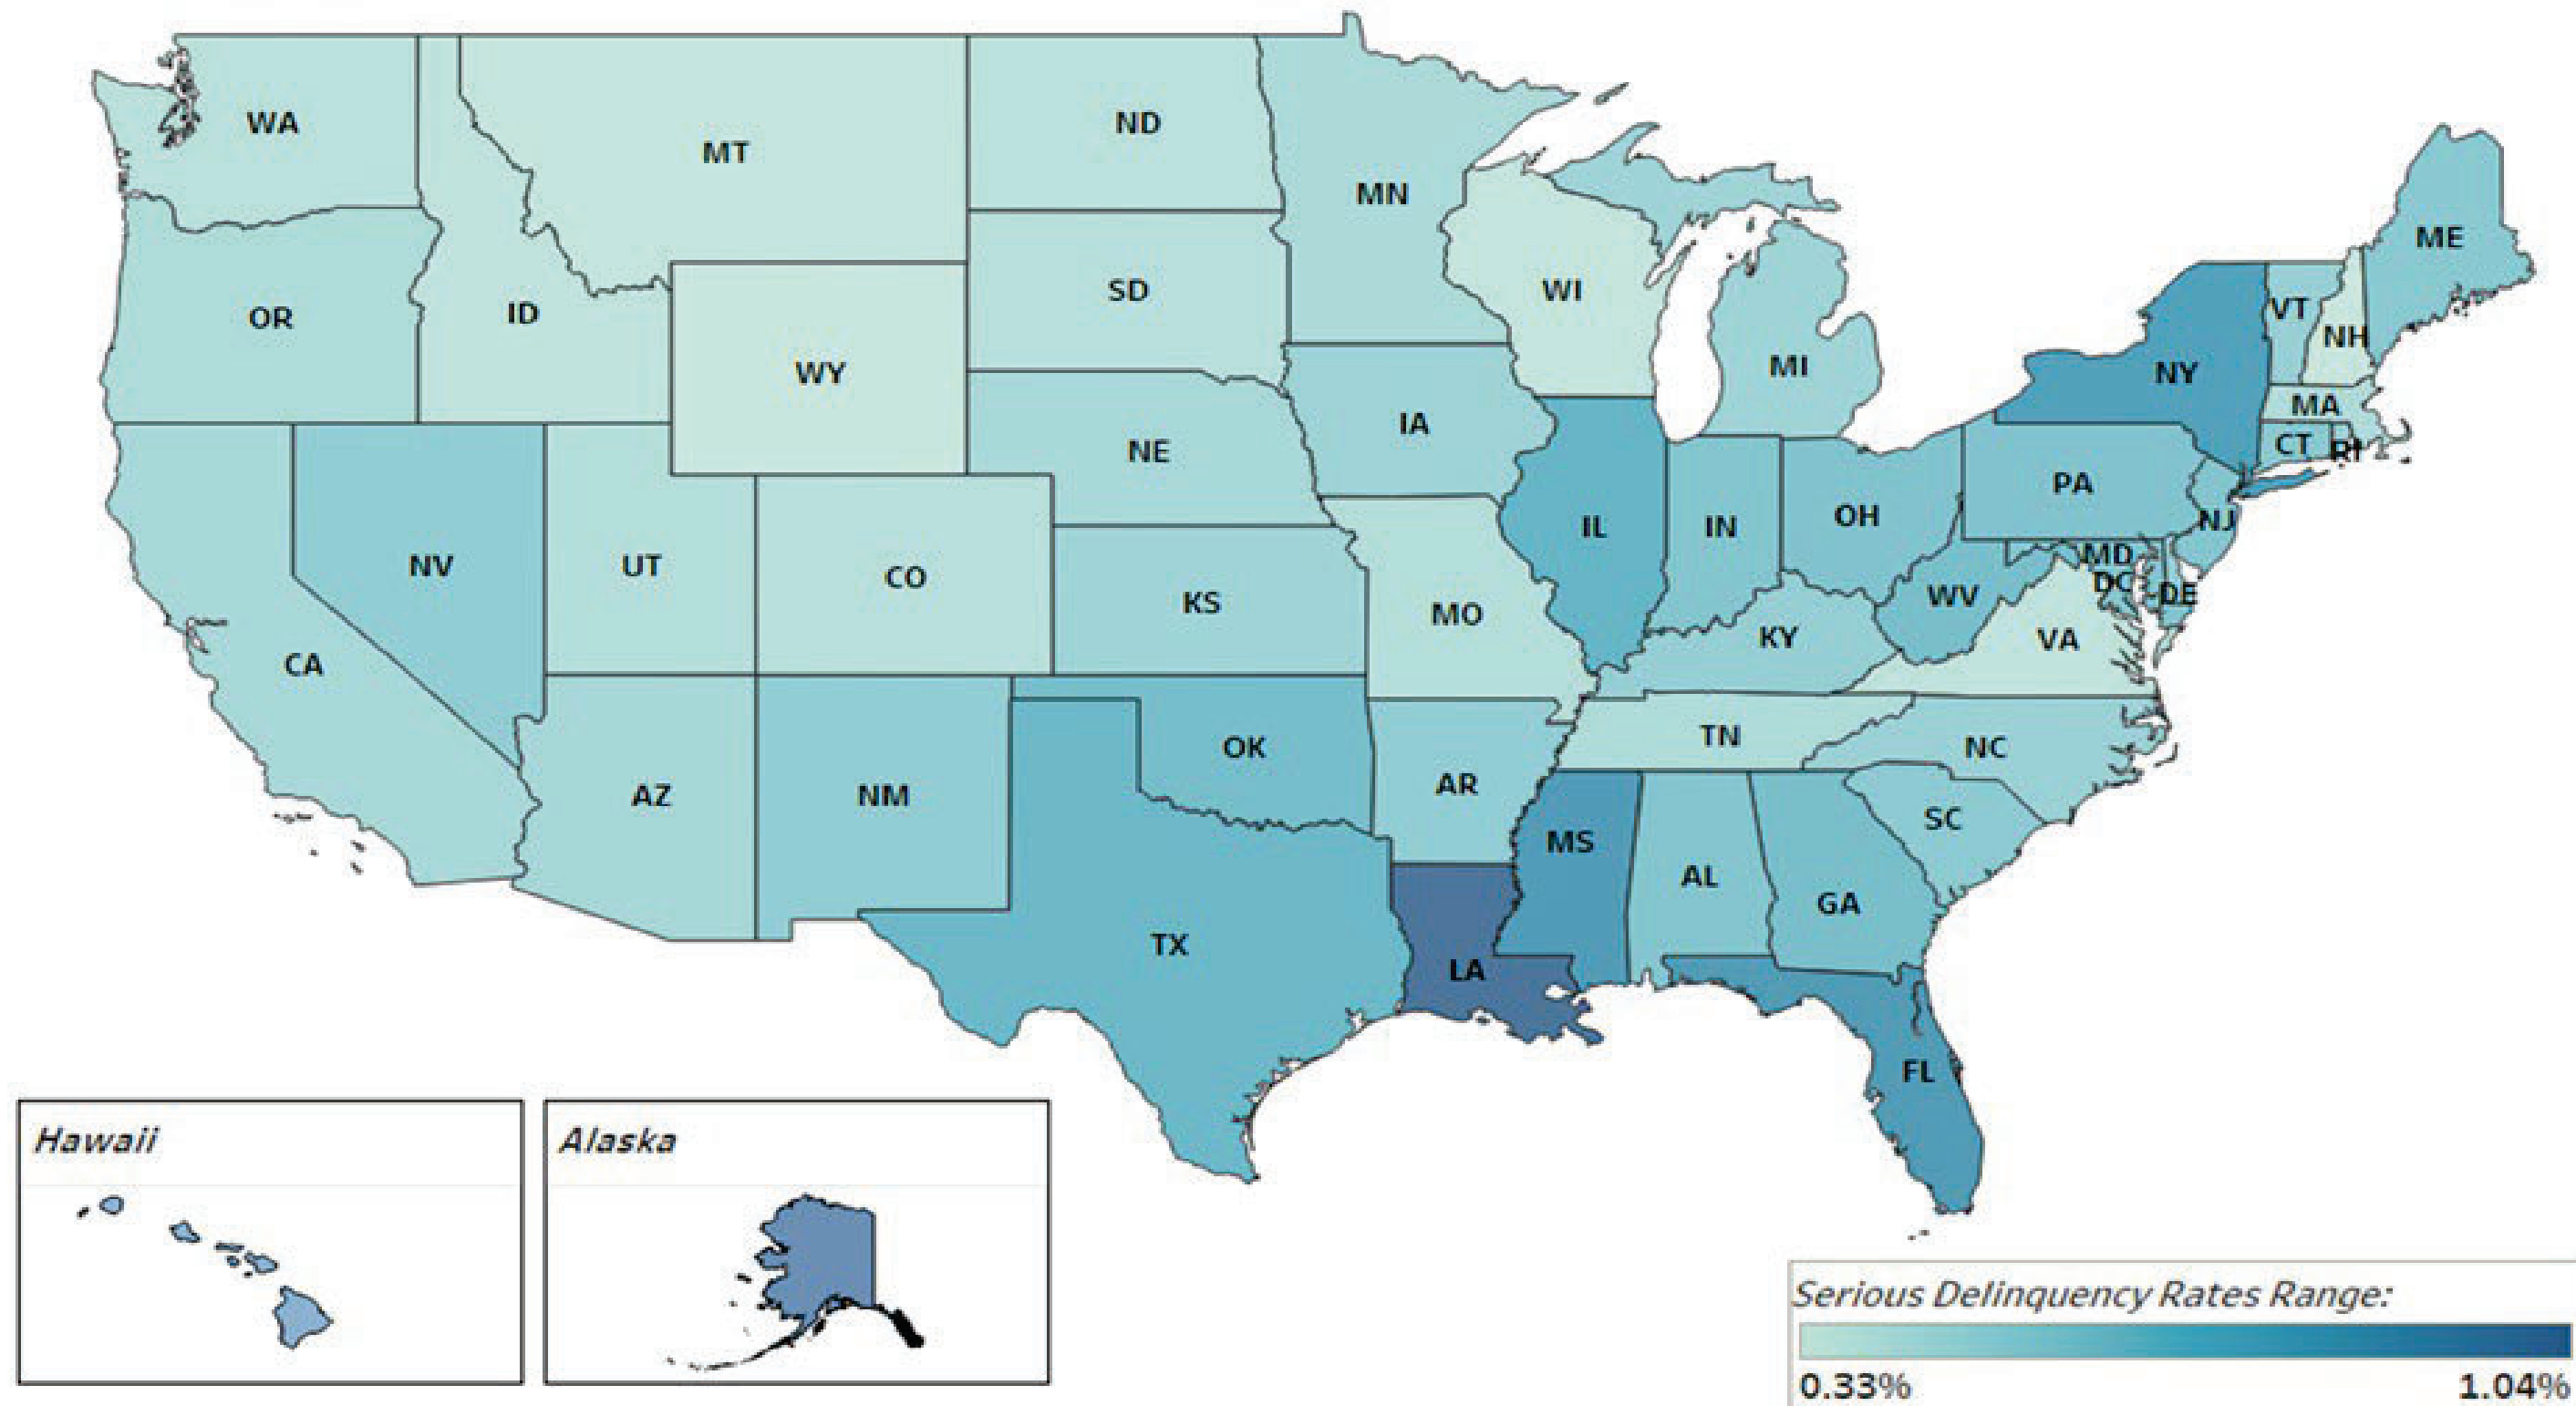 WA
MT
ND
MN
OR
ID
SD
WI
MI
ME
VT
NH
NY
WY
MA
CT
RI
NE
IA
PA
NJ
NV
UT
CO
KS
MO
IL
IN
OH
MD
DC
DE
WV
VA
KY
CA
AZ
NM
OK
AR
TN
NC
SC
MS
AL
GA
TX
LA
FL
Hawaii
Alaska
Serious Delinquency Rates Range:
0.33% 1.04%